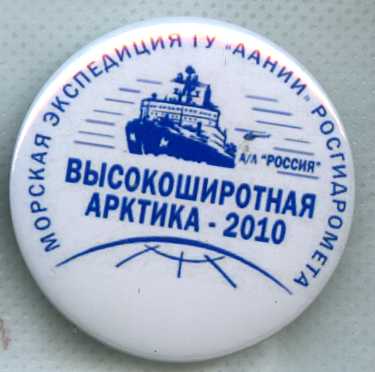 МОРСКАЯ ЭКСПЕДИЦИЯ ГУ "ААНИИ" РОСГИДРОМЕТА
А/Л "РОССИЯ"
ВЫСОКОШИРОТНАЯ
АРКТИКА - 2010